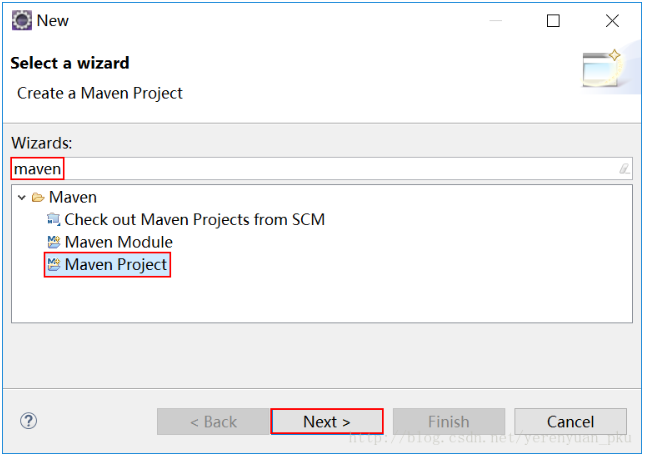 New
Select a wizard
Create a Maven Project
Wizards:
maven
Maven
Check out Maven Projects from SCM
Maven Module
Maven Project
< Back Next > Finish Cancel
http://blog.csdn.net/yerenyuan_pku